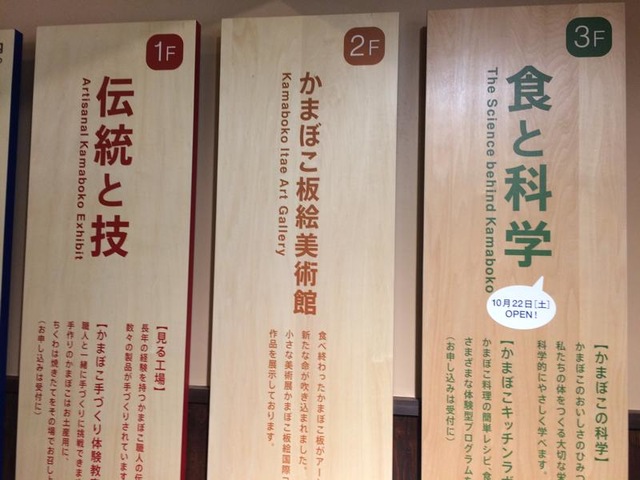 1F
伝統と技
Artisanal Kamaboko Exhibit
【見る工場】
長年の経験を持つかまぼこ職人の伝
数々の製品が手づくりされています
【かまぼこ手づくり体験教
職人と一緒に手づくりに挑戦できま
手作りのかまぼこはお土産用に、
ちくわは焼きたてをその場でお召し
(お申し込みは受付に)
2F
かまぼこ板絵美術館
Kamaboko Itae Art Gallery
食べ終わったかまぼこ板がアー
新たな命が吹き込まれました。
小さな美術展かまぼこ板絵国際
作品を展示しております。
3F
食と科学
The Science behind Kamaboko
10月22日[土]
OPEN!
【かまぼこの科学】
かまぼこのおいしさのひみつ
私たちの体をつくる大切な栄
科学的にやさしく学べます。
【かまぼこキッチンラボ
かまぼこ料理の簡単レシピ、食
さまざまな体験型プログラムを
(お申し込みは受付に)